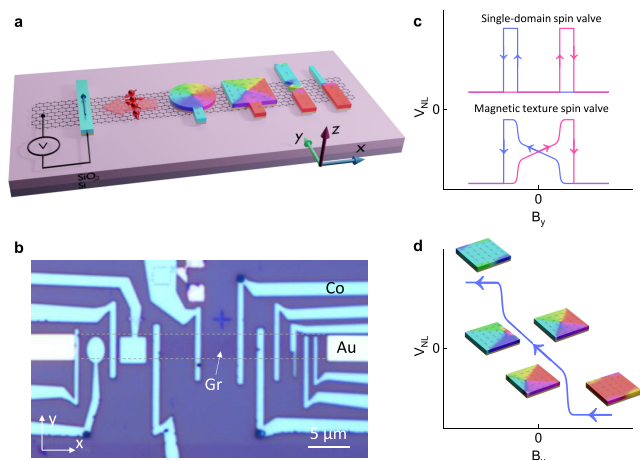 a
V
SiO2
Si
y
z
x
b
Co
Au
Gr
y
x
5 μm
c
Single-domain spin valve
Magnetic texture spin valve
V_NL
0
0
B_y
d
V_NL
0
0